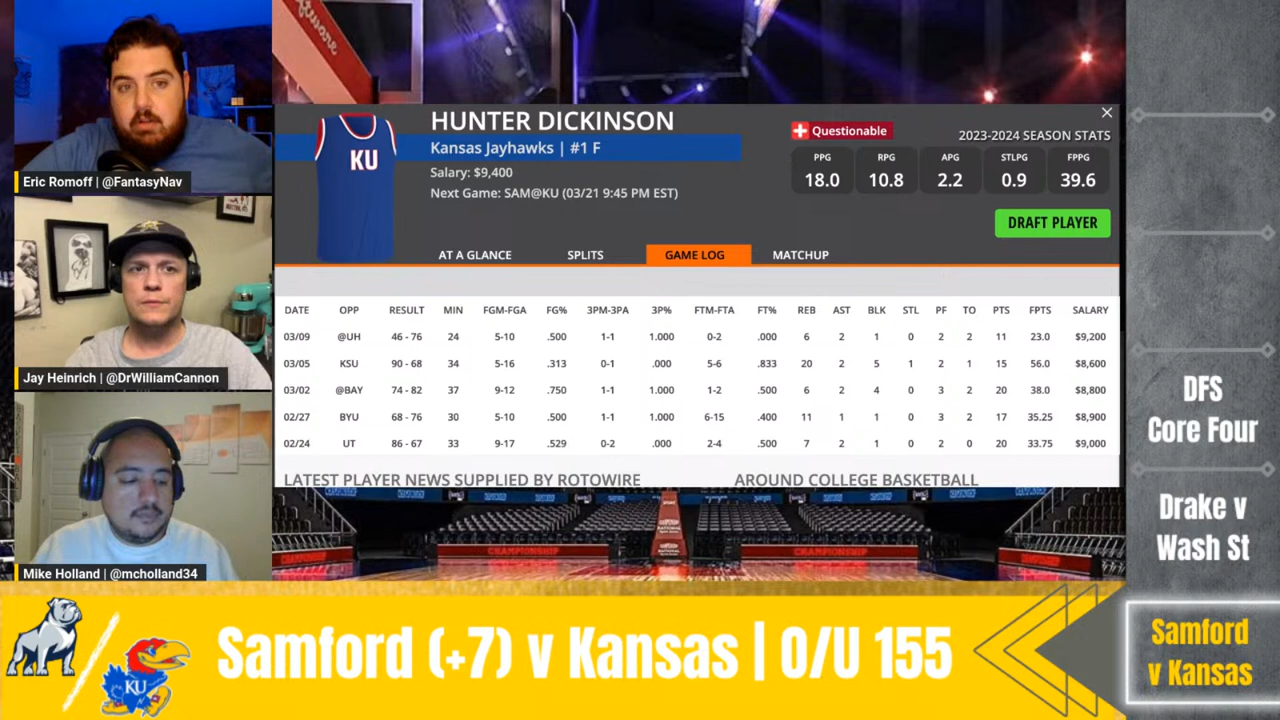 Eric Romoff | @FantasyNav
Jay Heinrich | @DrWilliamCannon
Mike Holland | @mcholland34
HUNTER DICKINSON
Kansas Jayhawks | #1 F
Salary: $9,400
Next Game: SAM@KU (03/21 9:45 PM EST)
KU
Questionable
2023-2024 SEASON STATS
PPG RPG APG STLPG FPPG
18.0 10.8 2.2 0.9 39.6
DRAFT PLAYER
AT A GLANCE SPLITS GAME LOG MATCHUP
DATE OPP RESULT MIN FGM-FGA FG% 3PM-3PA 3P% FTM-FTA FT% REB AST BLK STL PF TO PTS FPTS SALARY
03/09 @UH 46 - 76 24 5-10 .500 1-1 1.000 0-2 .000 6 2 1 0 2 2 11 23.0 $9,200
03/05 KSU 90 - 68 34 5-16 .313 0-1 .000 5-6 .833 20 2 5 1 2 1 15 56.0 $8,600
03/02 @BAY 74 - 82 37 9-12 .750 1-1 1.000 1-2 .500 6 2 4 0 3 2 20 38.0 $8,800
02/27 BYU 68 - 76 30 5-10 .500 1-1 1.000 6-15 .400 11 1 1 0 3 2 17 35.25 $8,900
02/24 UT 86 - 67 33 9-17 .529 0-2 .000 2-4 .500 7 2 1 0 2 0 20 33.75 $9,000
LATEST PLAYER NEWS SUPPLIED BY ROTOWIRE AROUND COLLEGE BASKETBALL
CHAMPIONSHIP CHAMPIONSHIP
DFS
Core Four
Drake v
Wash St
Samford
v Kansas
KU
Samford (+7) v Kansas | O/U 155